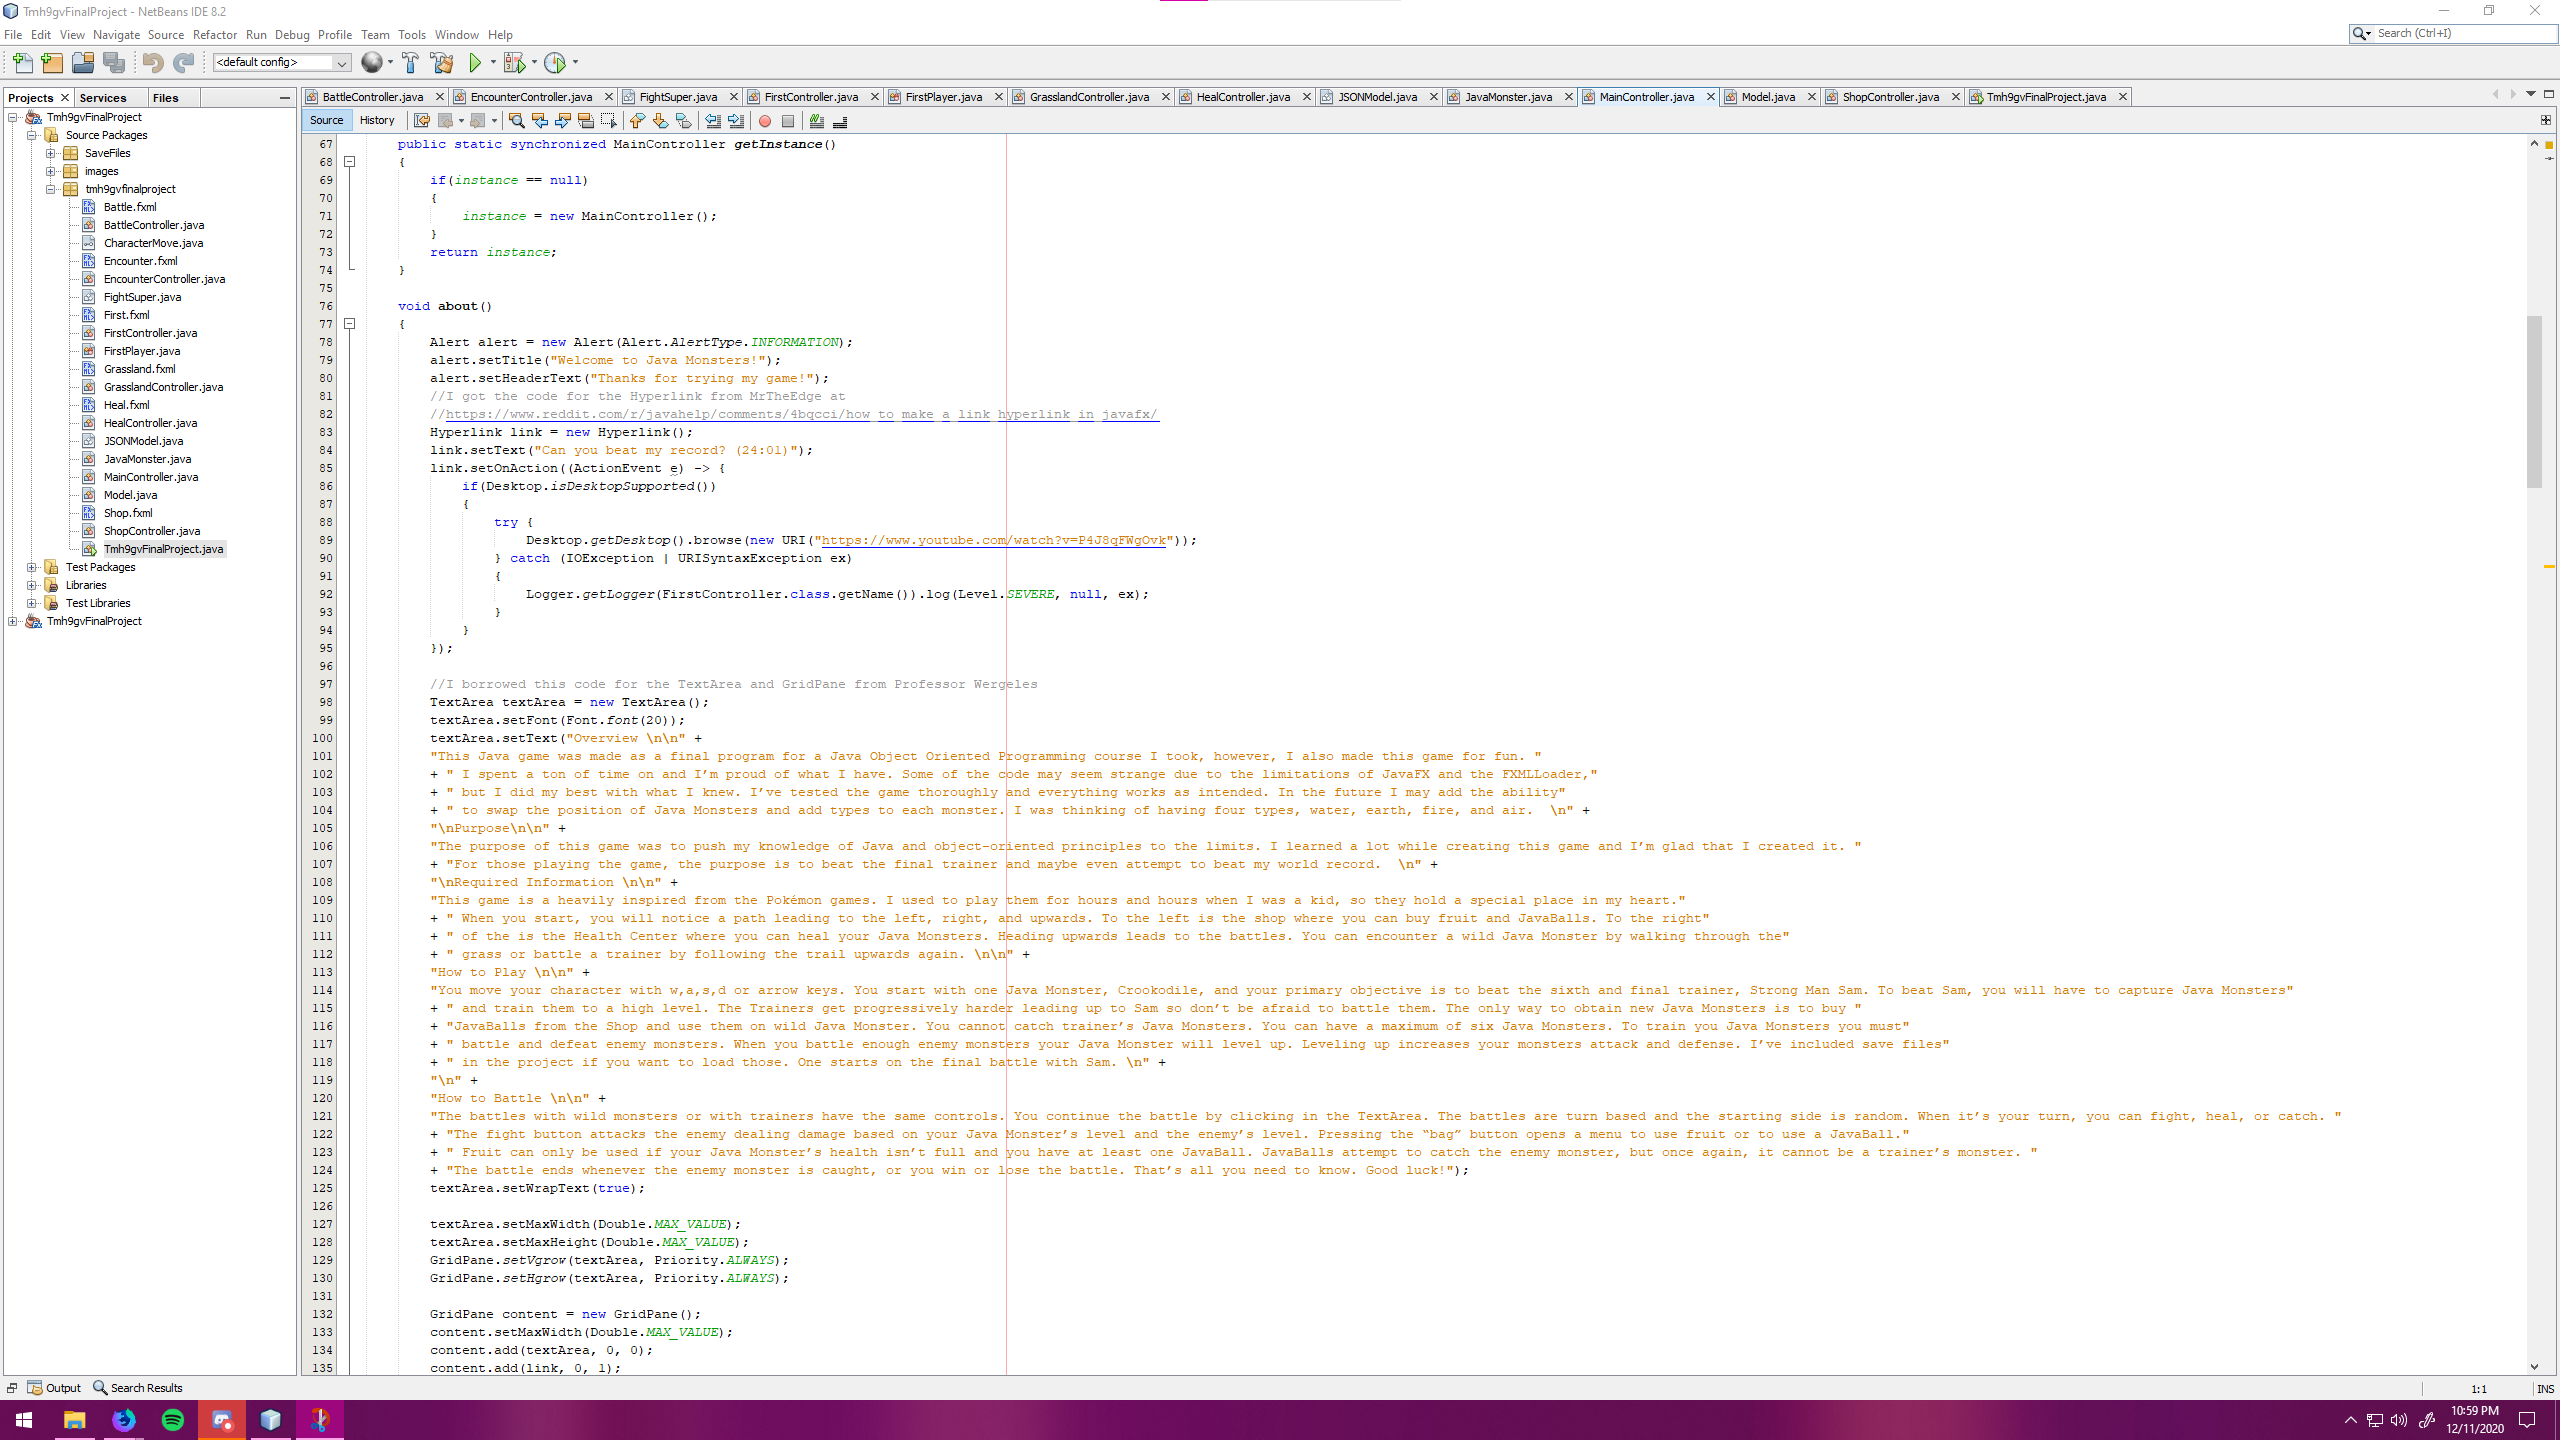 Tmh9gvFinalProject - NetBeans IDE 8.2
File Edit View Navigate Source Refactor Run Debug Profile Team Tools Window Help
Search (Ctrl+I)
<default config>
Projects Services Files
Tmh9gvFinalProject
Source Packages
SaveFiles
images
tmh9gvfinalproject
Battle.fxml
BattleController.java
CharacterMove.java
Encounter.fxml
EncounterController.java
FightSuper.java
First.fxml
FirstController.java
FirstPlayer.java
Grassland.fxml
GrasslandController.java
Heal.fxml
HealController.java
JSONModel.java
JavaMonster.java
MainController.java
Model.java
Shop.fxml
ShopController.java
Tmh9gvFinalProject.java
Test Packages
Libraries
Test Libraries
Tmh9gvFinalProject
BattleController.java EncounterController.java FightSuper.java FirstController.java FirstPlayer.java GrasslandController.java HealController.java JSONModel.java JavaMonster.java MainController.java Model.java ShopController.java Tmh9gvFinalProject.java
Source History
67 public static synchronized MainController getInstance()
68 {
69 if(instance == null)
70 {
71 instance = new MainController();
72 }
73 return instance;
74 }
75
76 void about()
77 {
78 Alert alert = new Alert(Alert.AlertType.INFORMATION);
79 alert.setTitle("Welcome to Java Monsters!");
80 alert.setHeaderText("Thanks for trying my game!");
81 //I got the code for the Hyperlink from MrTheEdge at
82 //https://www.reddit.com/r/javahelp/comments/4bqcci/how_to_make_a_link_hyperlink_in_javafx/
83 Hyperlink link = new Hyperlink();
84 link.setText("Can you beat my record? (24:01)");
85 link.setOnAction((ActionEvent e) -> {
86 if(Desktop.isDesktopSupported())
87 {
88 try {
89 Desktop.getDesktop().browse(new URI("https://www.youtube.com/watch?v=P4J8qFWgOvk"));
90 } catch (IOException | URISyntaxException ex)
91 {
92 Logger.getLogger(FirstController.class.getName()).log(Level.SEVERE, null, ex);
93 }
94 }
95 });
96
97 //I borrowed this code for the TextArea and GridPane from Professor Wergeles
98 TextArea textArea = new TextArea();
99 textArea.setFont(Font.font(20));
100 textArea.setText("Overview \n\n" +
101 "This Java game was made as a final program for a Java Object Oriented Programming course I took, however, I also made this game for fun. "
102 + " I spent a ton of time on and I’m proud of what I have. Some of the code may seem strange due to the limitations of JavaFX and the FXMLLoader,"
103 + " but I did my best with what I knew. I’ve tested the game thoroughly and everything works as intended. In the future I may add the ability"
104 + " to swap the position of Java Monsters and add types to each monster. I was thinking of having four types, water, earth, fire, and air.  \n" +
105 "\nPurpose\n\n" +
106 "The purpose of this game was to push my knowledge of Java and object-oriented principles to the limits. I learned a lot while creating this game and I’m glad that I created it. "
107 + "For those playing the game, the purpose is to beat the final trainer and maybe even attempt to beat my world record.  \n" +
108 "\nRequired Information \n\n" +
109 "This game is a heavily inspired from the Pokémon games. I used to play them for hours and hours when I was a kid, so they hold a special place in my heart."
110 + " When you start, you will notice a path leading to the left, right, and upwards. To the left is the shop where you can buy fruit and JavaBalls. To the right"
111 + " of the is the Health Center where you can heal your Java Monsters. Heading upwards leads to the battles. You can encounter a wild Java Monster by walking through the"
112 + " grass or battle a trainer by following the trail upwards again. \n\n" +
113 "How to Play \n\n" +
114 "You move your character with w,a,s,d or arrow keys. You start with one Java Monster, Crookodile, and your primary objective is to beat the sixth and final trainer, Strong Man Sam. To beat Sam, you will have to capture Java Monsters"
115 + " and train them to a high level. The Trainers get progressively harder leading up to Sam so don’t be afraid to battle them. The only way to obtain new Java Monsters is to buy "
116 + "JavaBalls from the Shop and use them on wild Java Monster. You cannot catch trainer’s Java Monsters. You can have a maximum of six Java Monsters. To train you Java Monsters you must"
117 + " battle and defeat enemy monsters. When you battle enough enemy monsters your Java Monster will level up. Leveling up increases your monsters attack and defense. I’ve included save files"
118 + " in the project if you want to load those. One starts on the final battle with Sam. \n" +
119 "\n" +
120 "How to Battle \n\n" +
121 "The battles with wild monsters or with trainers have the same controls. You continue the battle by clicking in the TextArea. The battles are turn based and the starting side is random. When it’s your turn, you can fight, heal, or catch. "
122 + "The fight button attacks the enemy dealing damage based on your Java Monster’s level and the enemy’s level. Pressing the “bag” button opens a menu to use fruit or to use a JavaBall."
123 + " Fruit can only be used if your Java Monster’s health isn’t full and you have at least one JavaBall. JavaBalls attempt to catch the enemy monster, but once again, it cannot be a trainer’s monster. "
124 + "The battle ends whenever the enemy monster is caught, or you win or lose the battle. That’s all you need to know. Good luck!");
125 textArea.setWrapText(true);
126
127 textArea.setMaxWidth(Double.MAX_VALUE);
128 textArea.setMaxHeight(Double.MAX_VALUE);
129 GridPane.setVgrow(textArea, Priority.ALWAYS);
130 GridPane.setHgrow(textArea, Priority.ALWAYS);
131
132 GridPane content = new GridPane();
133 content.setMaxWidth(Double.MAX_VALUE);
134 content.add(textArea, 0, 0);
135 content.add(link, 0, 1);
Output Search Results
1:1 INS
10:59 PM
12/11/2020